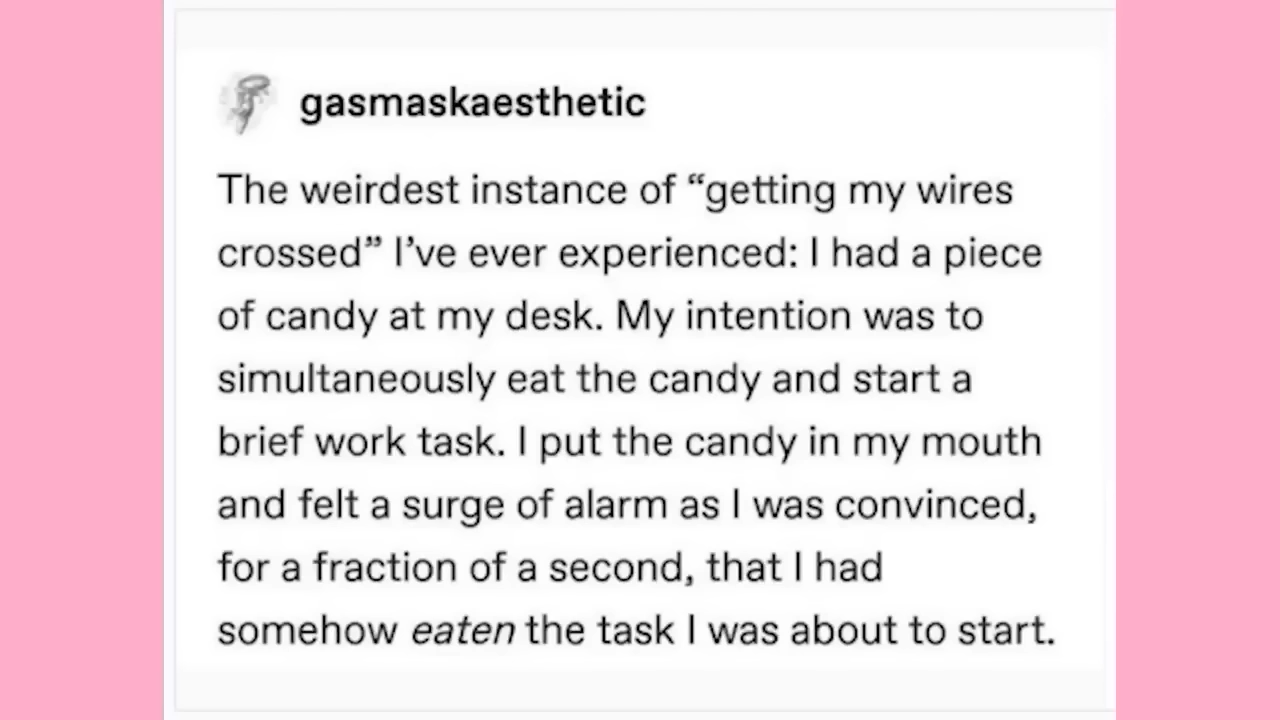 gasmaskaesthetic
The weirdest instance of “getting my wires
crossed” I’ve ever experienced: I had a piece
of candy at my desk. My intention was to
simultaneously eat the candy and start a
brief work task. I put the candy in my mouth
and felt a surge of alarm as I was convinced,
for a fraction of a second, that I had
somehow eaten the task I was about to start.